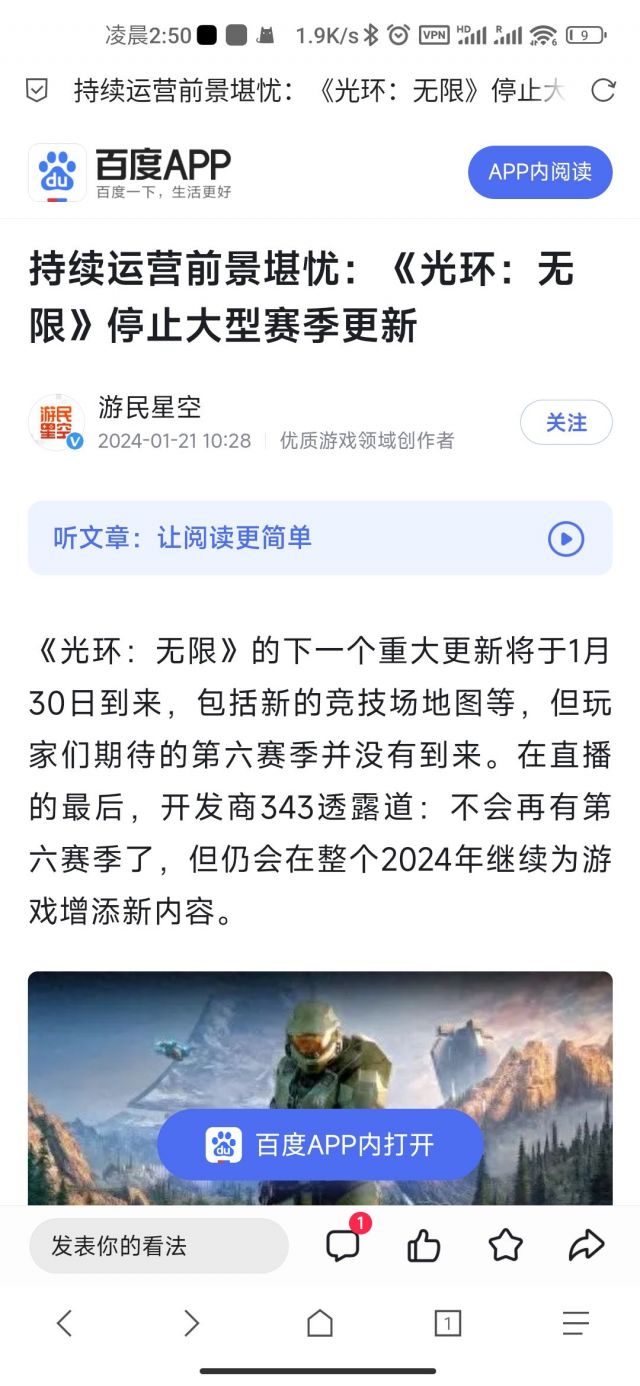 凌晨2:50 1.9K/s VPN HD R 6 9
持续运营前景堪忧：《光环：无限》停止大
du 百度APP
百度一下，生活更好
APP内阅读
持续运营前景堪忧：《光环：无
限》停止大型赛季更新
游民
星空
V
游民星空
2024-01-21 10:28 优质游戏领域创作者
关注
听文章：让阅读更简单
《光环：无限》的下一个重大更新将于1月
30日到来，包括新的竞技场地图等，但玩
家们期待的第六赛季并没有到来。在直播
的最后，开发商343透露道：不会再有第
六赛季了，但仍会在整个2024年继续为游
戏增添新内容。
du 百度APP内打开
发表你的看法
1
1